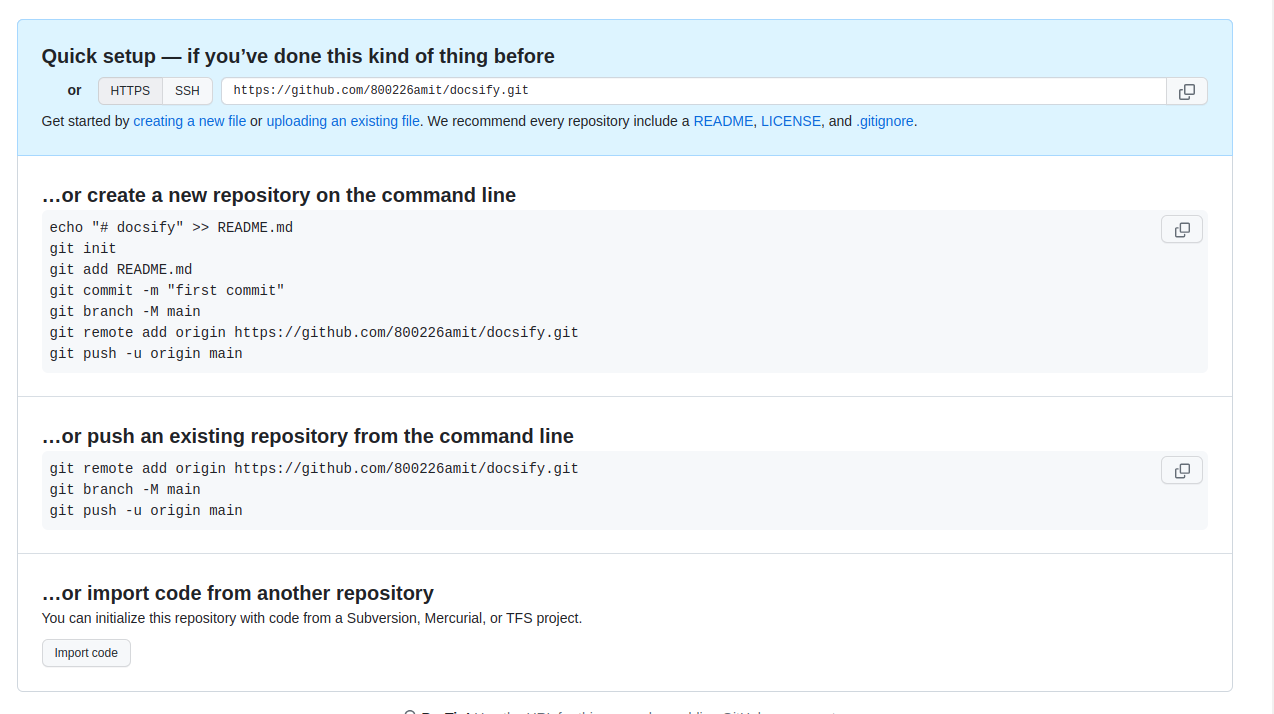 Quick setup — if you’ve done this kind of thing before
or HTTPS SSH https://github.com/800226amit/docsify.git
Get started by creating a new file or uploading an existing file. We recommend every repository include a README, LICENSE, and .gitignore.
…or create a new repository on the command line
echo "# docsify" >> README.md
git init
git add README.md
git commit -m "first commit"
git branch -M main
git remote add origin https://github.com/800226amit/docsify.git
git push -u origin main
…or push an existing repository from the command line
git remote add origin https://github.com/800226amit/docsify.git
git branch -M main
git push -u origin main
…or import code from another repository
You can initialize this repository with code from a Subversion, Mercurial, or TFS project.
Import code